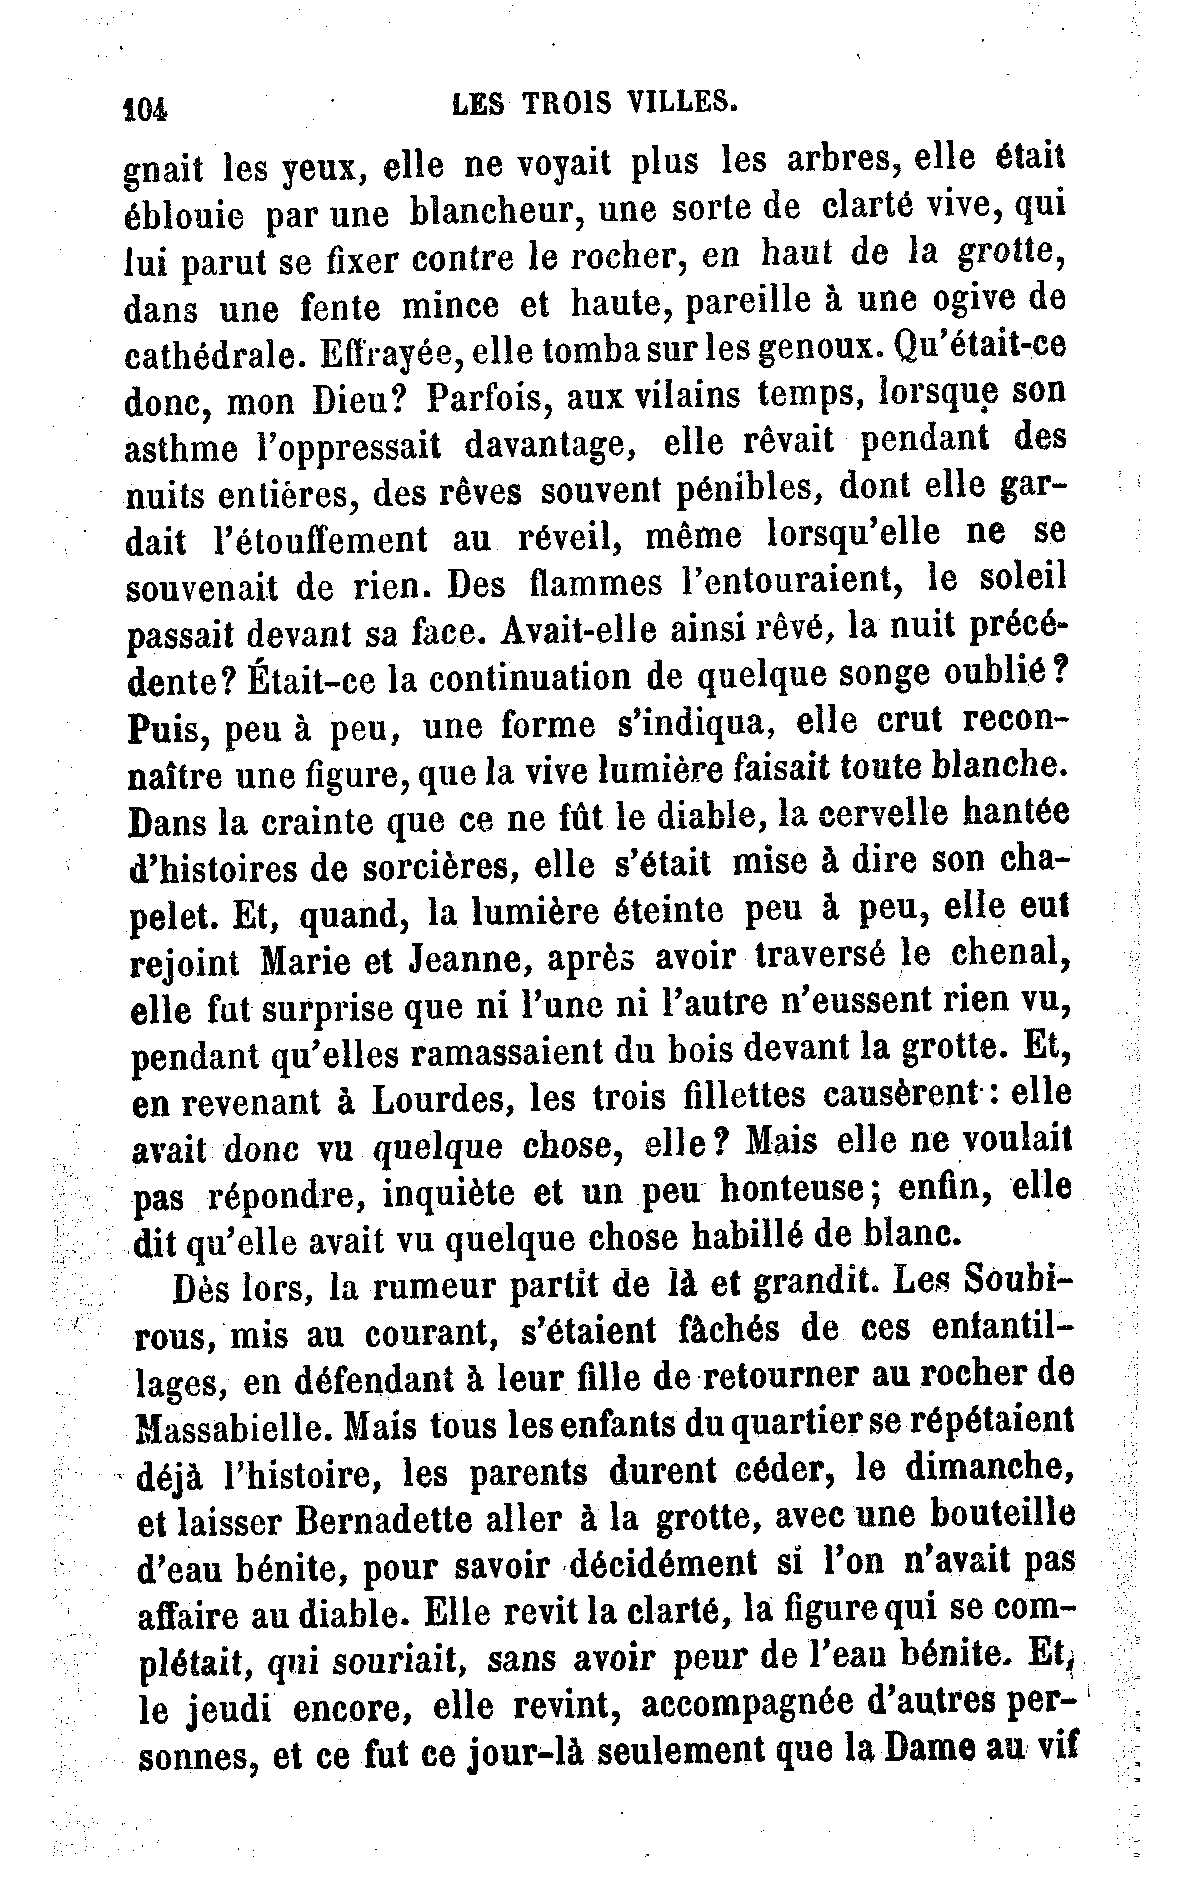 104 LES TROIS VILLES.
gnait les yeux, elle ne voyait plus les arbres, elle était
éblouie par une blancheur, une sorte de clarté vive, qui
lui parut se fixer contre le rocher, en haut de la grotte,
dans une fente mince et haute, pareille à une ogive de
cathédrale. Effrayée, elle tomba sur les genoux. Qu'était-ce
donc, mon Dieu? Parfois, aux vilains temps, lorsque son
asthme l'oppressait davantage, elle rêvait pendant des
nuits entières, des rêves souvent pénibles, dont elle gar-
dait l'étouffement au réveil, même lorsqu'elle ne se
souvenait de rien. Des flammes l'entouraient, le soleil
passait devant sa face. Avait-elle ainsi rêvé, la nuit précé-
dente? Était-ce la continuation de quelque songe oublié?
Puis, peu à peu, une forme s'indiqua, elle crut recon-
naître une figure, que la vive lumière faisait toute blanche.
Dans la crainte que ce ne fût le diable, la cervelle hantée
d'histoires de sorcières, elle s'était mise à dire son cha-
pelet. Et, quand, la lumière éteinte peu à peu, elle eut
rejoint Marie et Jeanne, après avoir traversé le chenal,
elle fut surprise que ni l'une ni l'autre n'eussent rien vu,
pendant qu'elles ramassaient du bois devant la grotte. Et,
en revenant à Lourdes, les trois fillettes causèrent : elle
avait donc vu quelque chose, elle? Mais elle ne voulait
pas répondre, inquiète et un peu honteuse; enfin, elle
dit qu'elle avait vu quelque chose habillé de blanc.
Dès lors, la rumeur partit de là et grandit. Les Soubi-
rous, mis au courant, s'étaient fâchés de ces enfantil-
lages, en défendant à leur fille de retourner au rocher de
Massabielle. Mais tous les enfants du quartier se répétaient
déjà l'histoire, les parents durent céder, le dimanche,
et laisser Bernadette aller à la grotte, avec une bouteille
d'eau bénite, pour savoir décidément si l'on n'avait pas
affaire au diable. Elle revit la clarté, la figure qui se com-
plétait, qui souriait, sans avoir peur de l'eau bénite. Et,
le jeudi encore, elle revint, accompagnée d'autres per-
sonnes, et ce fut ce jour-là seulement que la Dame au vif